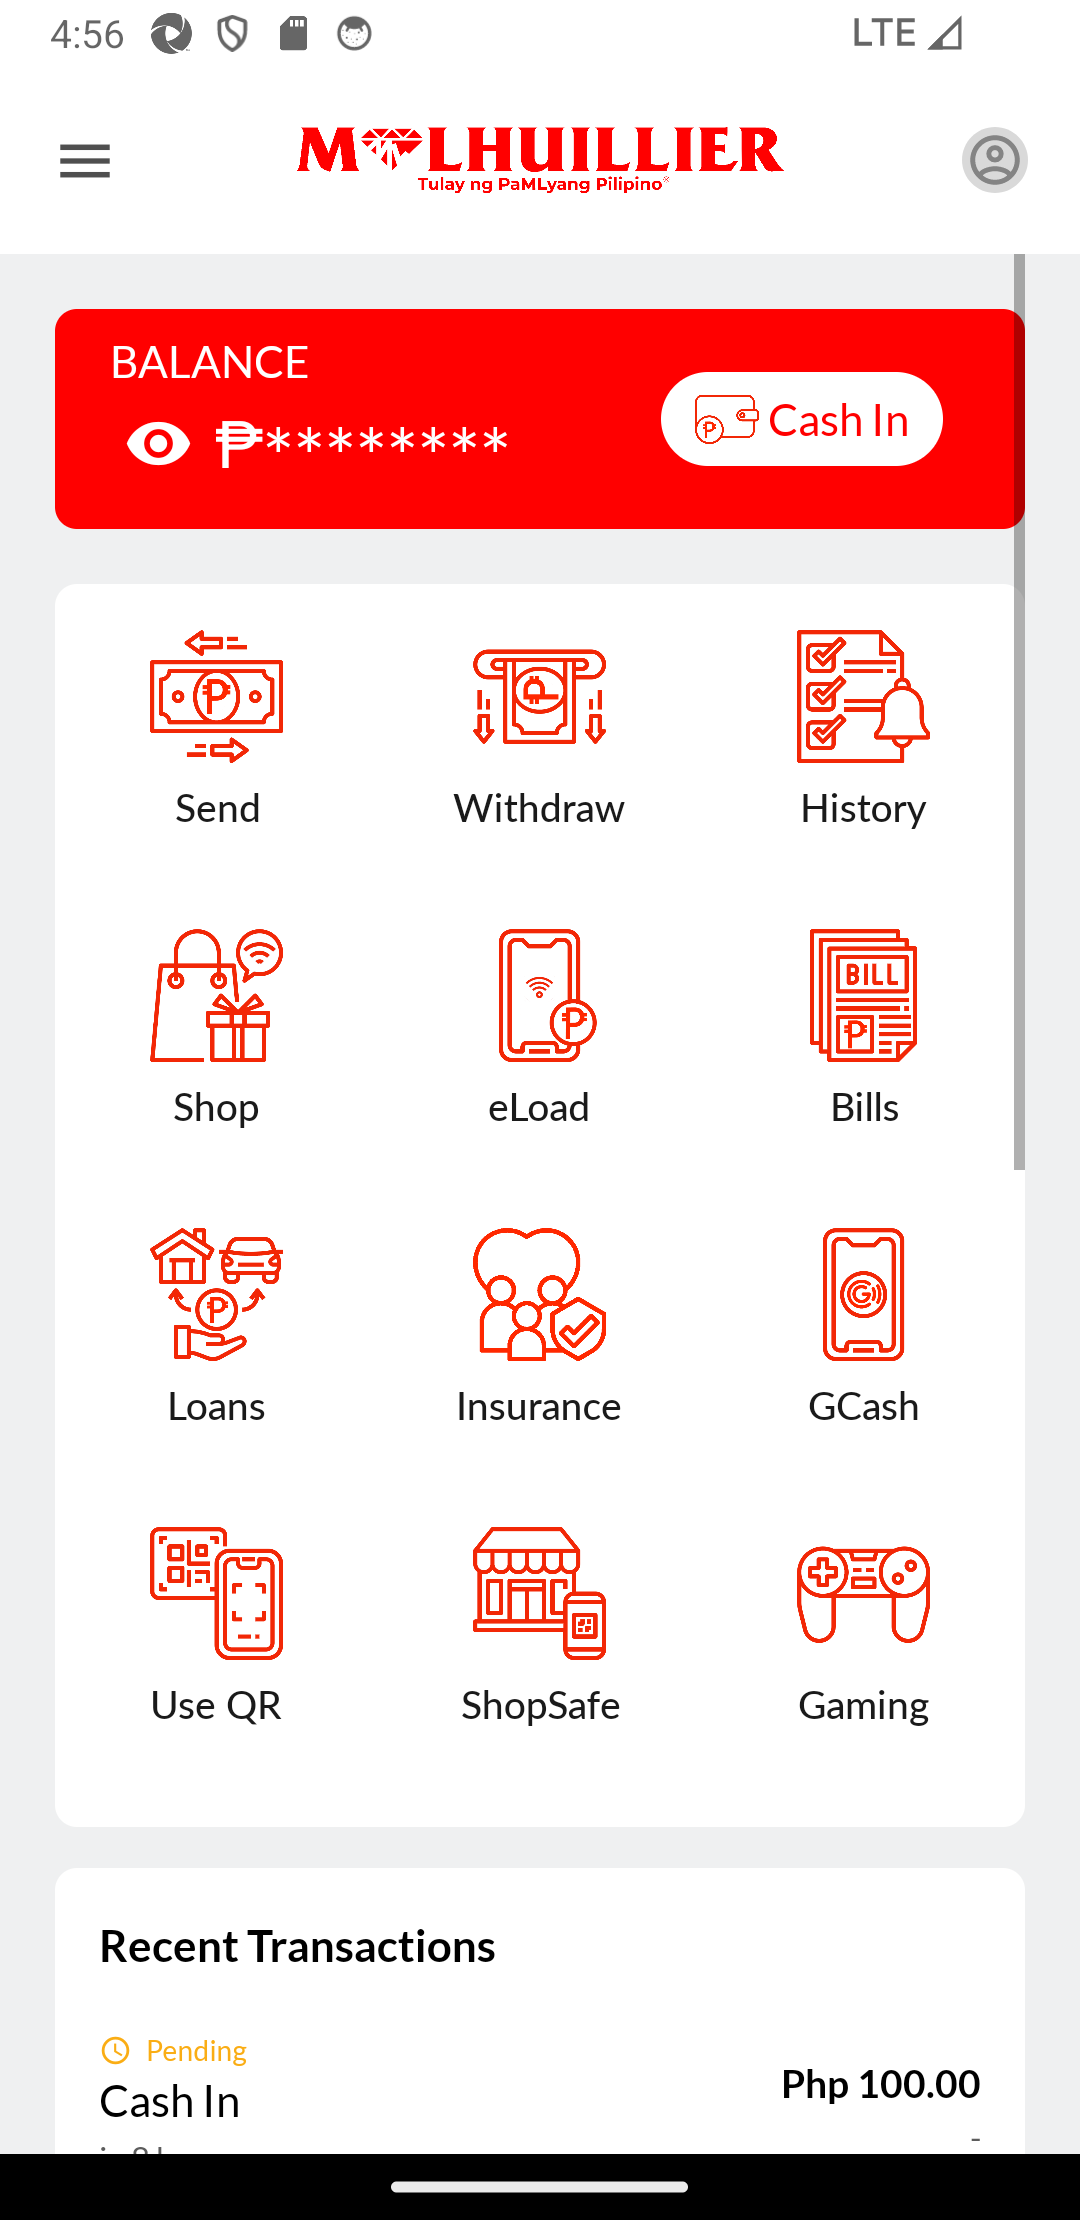 4:56
LTE
M LHUILLIER
Tulay ng PaMLyang Pilipino
BALANCE
₱********
Cash In
Send
Withdraw
History
Shop
eLoad
BILL
Bills
Loans
Insurance
GCash
Use QR
ShopSafe
Gaming
Recent Transactions
Pending
Cash In
Php 100.00
-